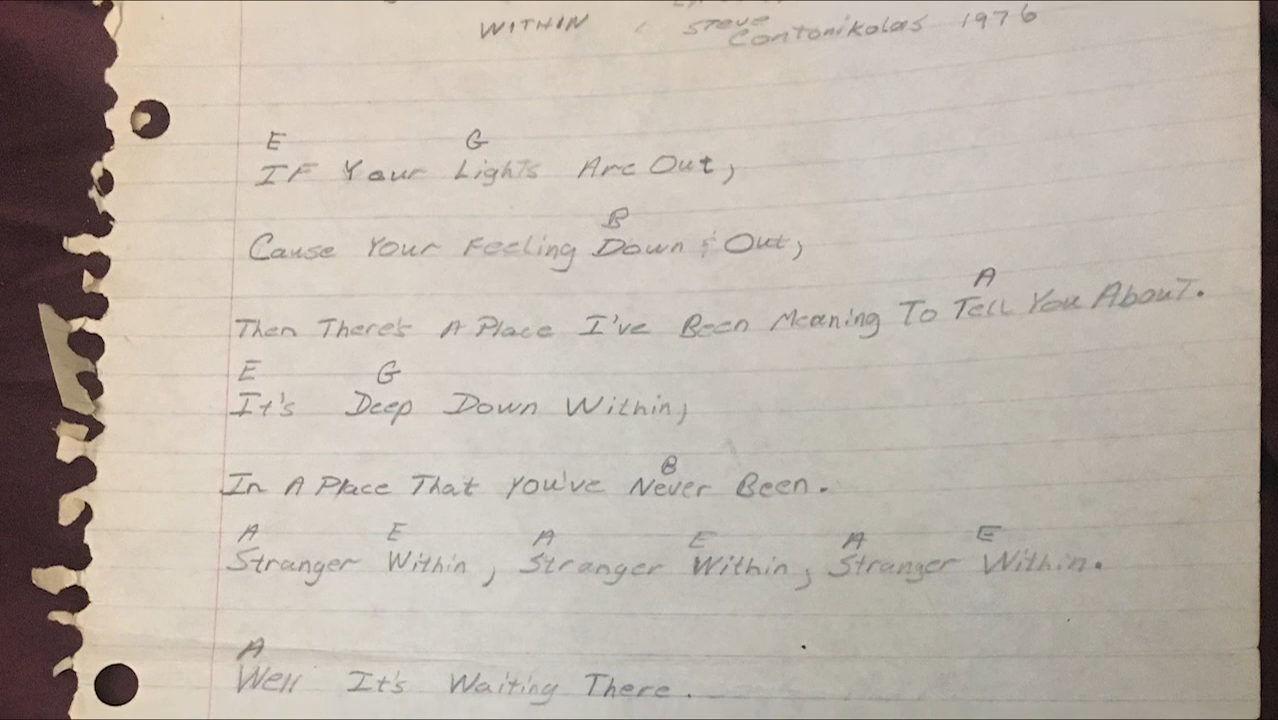 WITHIN , Steve
Contonikolas 1976
E G
IF Your Lights Are Out,
B
Cause Your Feeling Down & Out,
A
Then There's A Place I've Been Meaning To Tell You About.
E G
It's Deep Down Within,
B
In A Place That You've Never Been.
A E A E A E
Stranger Within, Stranger Within, Stranger Within.
A
Well It's Waiting There.